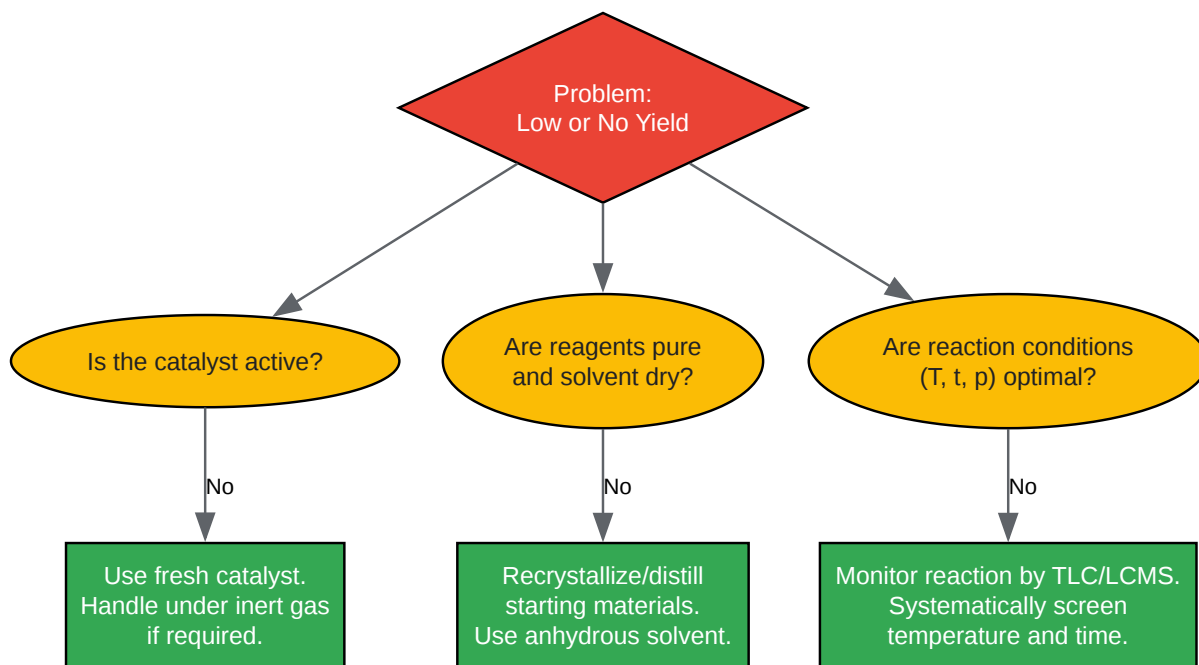 Problem:
Low or No Yield
Is the catalyst active?
Are reagents pure
and solvent dry?
Are reaction conditions
(T, t, p) optimal?
No
No
No
Use fresh catalyst.
Handle under inert gas
if required.
Recrystallize/distill
starting materials.
Use anhydrous solvent.
Monitor reaction by TLC/LCMS.
Systematically screen
temperature and time.